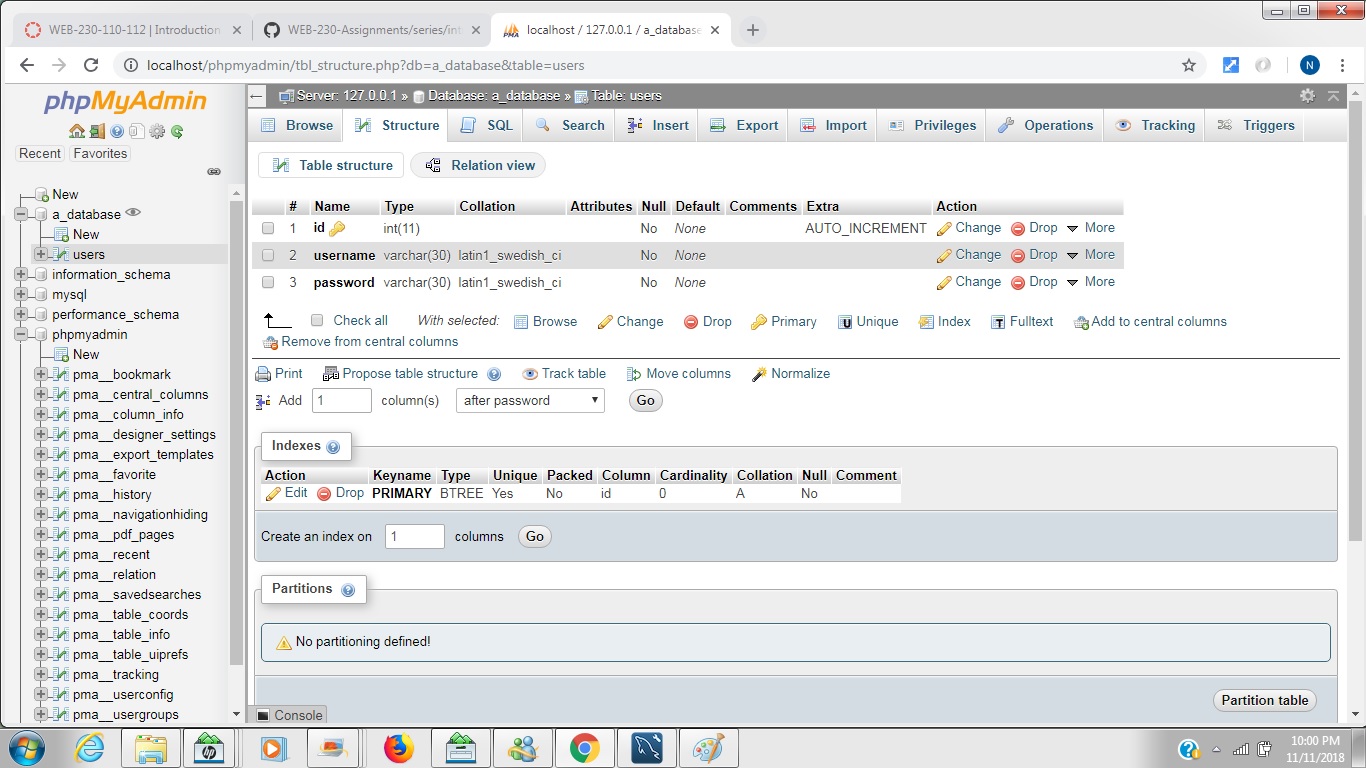 WEB-230-110-112 | Introduction
WEB-230-Assignments/series/int
localhost / 127.0.0.1 / a_database
localhost/phpmyadmin/tbl_structure.php?db=a_database&table=users
N
phpMyAdmin
Recent Favorites
New
a_database
New
users
information_schema
mysql
performance_schema
phpmyadmin
New
pma__bookmark
pma__central_columns
pma__column_info
pma__designer_settings
pma__export_templates
pma__favorite
pma__history
pma__navigationhiding
pma__pdf_pages
pma__recent
pma__relation
pma__savedsearches
pma__table_coords
pma__table_info
pma__table_uiprefs
pma__tracking
pma__userconfig
pma__usergroups
Server: 127.0.0.1 » Database: a_database » Table: users
Browse Structure SQL Search Insert Export Import Privileges Operations Tracking Triggers
Table structure Relation view
# Name Type Collation Attributes Null Default Comments Extra Action
1 id int(11) No None AUTO_INCREMENT Change Drop More
2 username varchar(30) latin1_swedish_ci No None Change Drop More
3 password varchar(30) latin1_swedish_ci No None Change Drop More
Check all With selected: Browse Change Drop Primary Unique Index Fulltext Add to central columns
Remove from central columns
Print Propose table structure Track table Move columns Normalize
Add 1 column(s) after password Go
Indexes
Action Keyname Type Unique Packed Column Cardinality Collation Null Comment
Edit Drop PRIMARY BTREE Yes No id 0 A No
Create an index on 1 columns Go
Partitions
No partitioning defined!
Partition table
Console
10:00 PM
11/11/2018